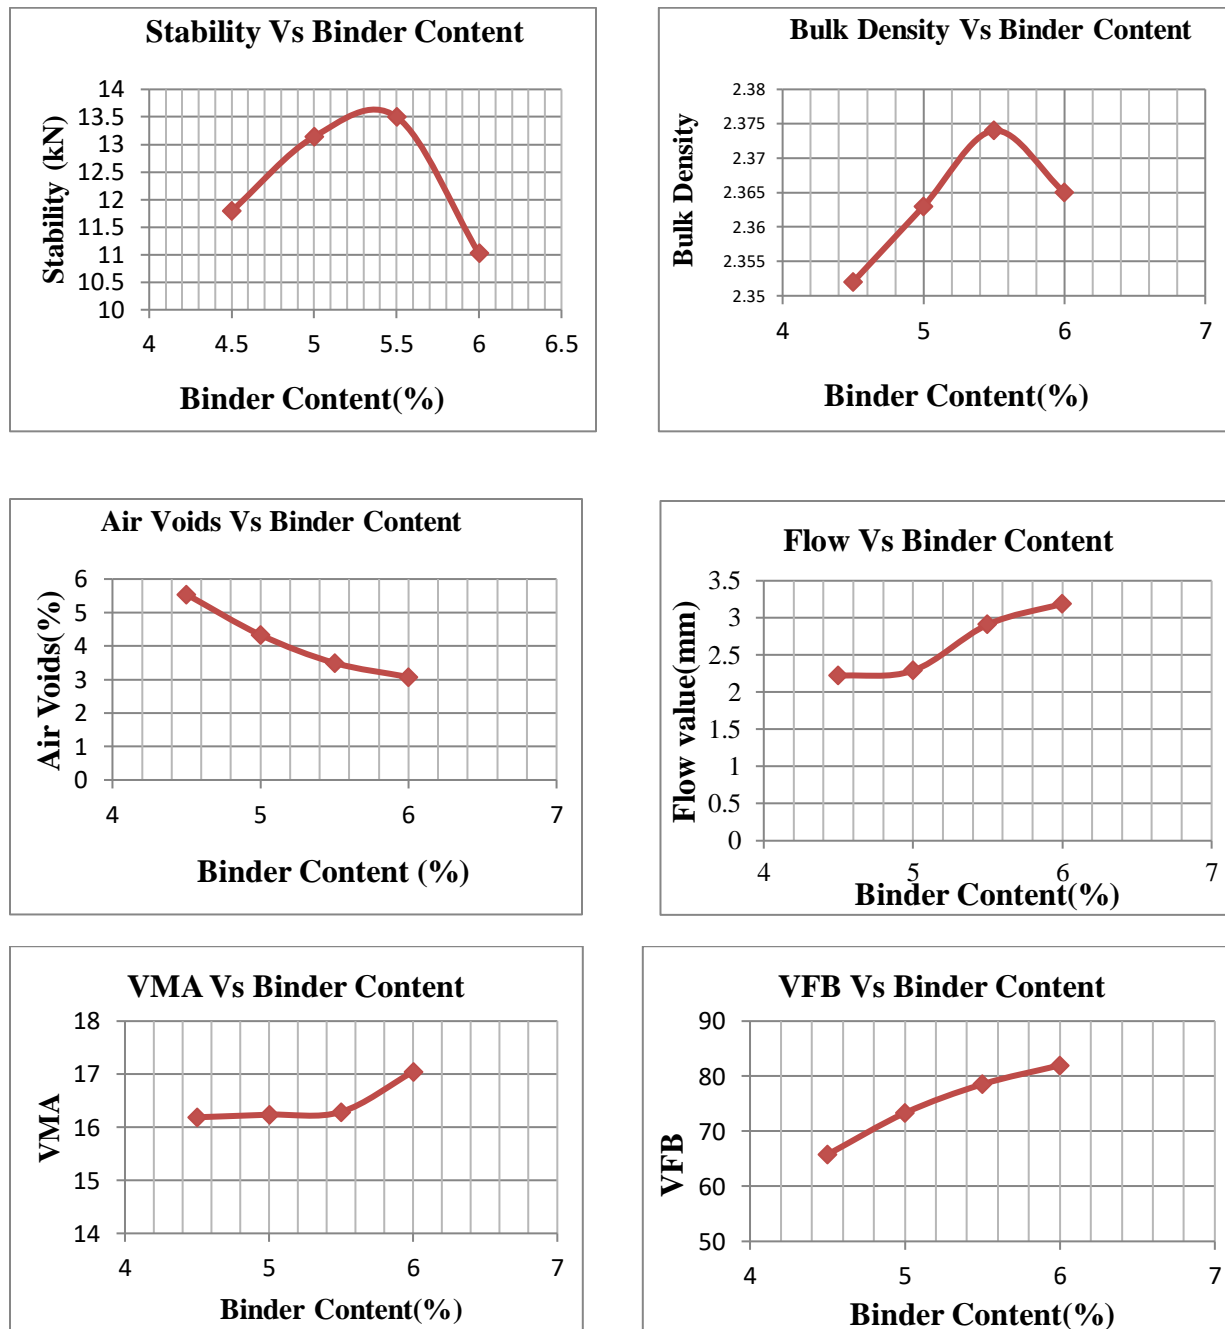 Stability Vs Binder Content
Stability (kN)
14
13.5
13
12.5
12
11.5
11
10.5
10
4 4.5 5 5.5 6 6.5
Binder Content(%)
Bulk Density Vs Binder Content
Bulk Density
2.38
2.375
2.37
2.365
2.36
2.355
2.35
4 5 6 7
Binder Content(%)
Air Voids Vs Binder Content
Air Voids(%)
6
5
4
3
2
1
0
4 5 6 7
Binder Content (%)
Flow Vs Binder Content
Flow value(mm)
3.5
3
2.5
2
1.5
1
0.5
0
4 5 6 7
Binder Content(%)
VMA Vs Binder Content
VMA
18
17
16
15
14
4 5 6 7
Binder Content(%)
VFB Vs Binder Content
VFB
90
80
70
60
50
4 5 6 7
Binder Content(%)